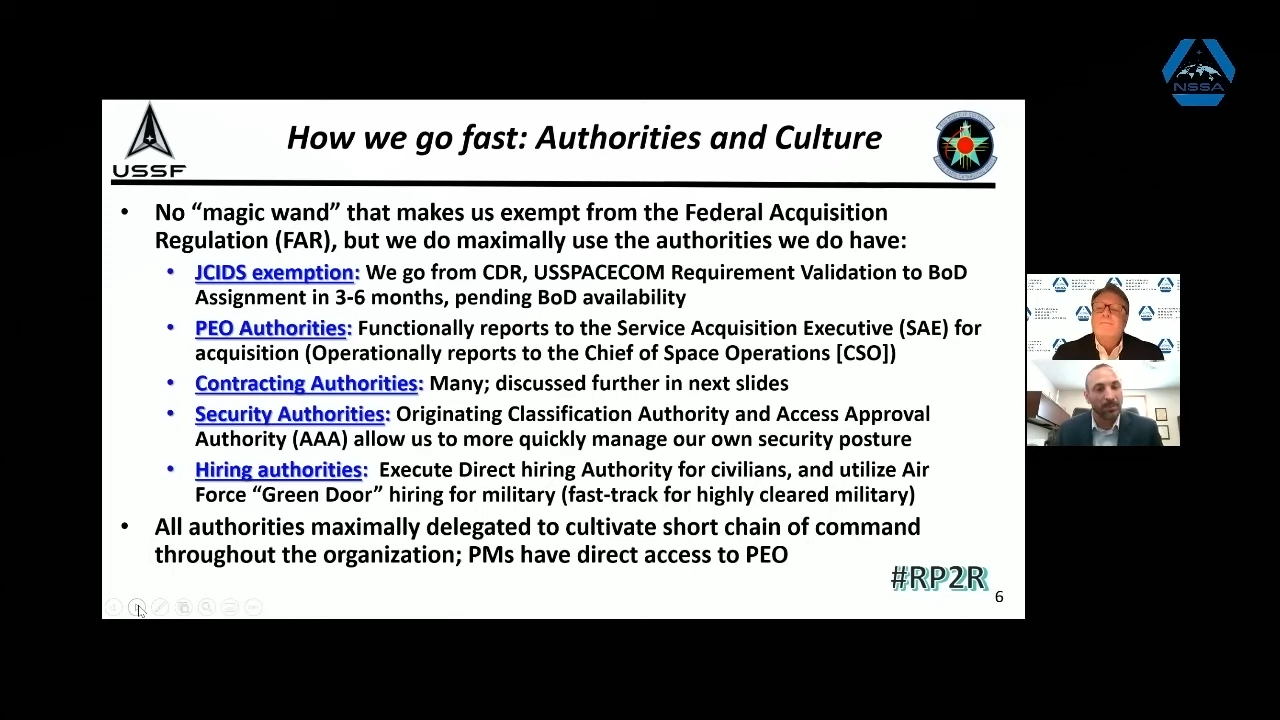 NSSA
USSF
How we go fast: Authorities and Culture
• No “magic wand” that makes us exempt from the Federal Acquisition
Regulation (FAR), but we do maximally use the authorities we do have:
• JCIDS exemption: We go from CDR, USSPACECOM Requirement Validation to BoD
Assignment in 3-6 months, pending BoD availability
• PEO Authorities: Functionally reports to the Service Acquisition Executive (SAE) for
acquisition (Operationally reports to the Chief of Space Operations [CSO])
• Contracting Authorities: Many; discussed further in next slides
• Security Authorities: Originating Classification Authority and Access Approval
Authority (AAA) allow us to more quickly manage our own security posture
• Hiring authorities: Execute Direct hiring Authority for civilians, and utilize Air
Force “Green Door” hiring for military (fast-track for highly cleared military)
• All authorities maximally delegated to cultivate short chain of command
throughout the organization; PMs have direct access to PEO
#RP2R
6